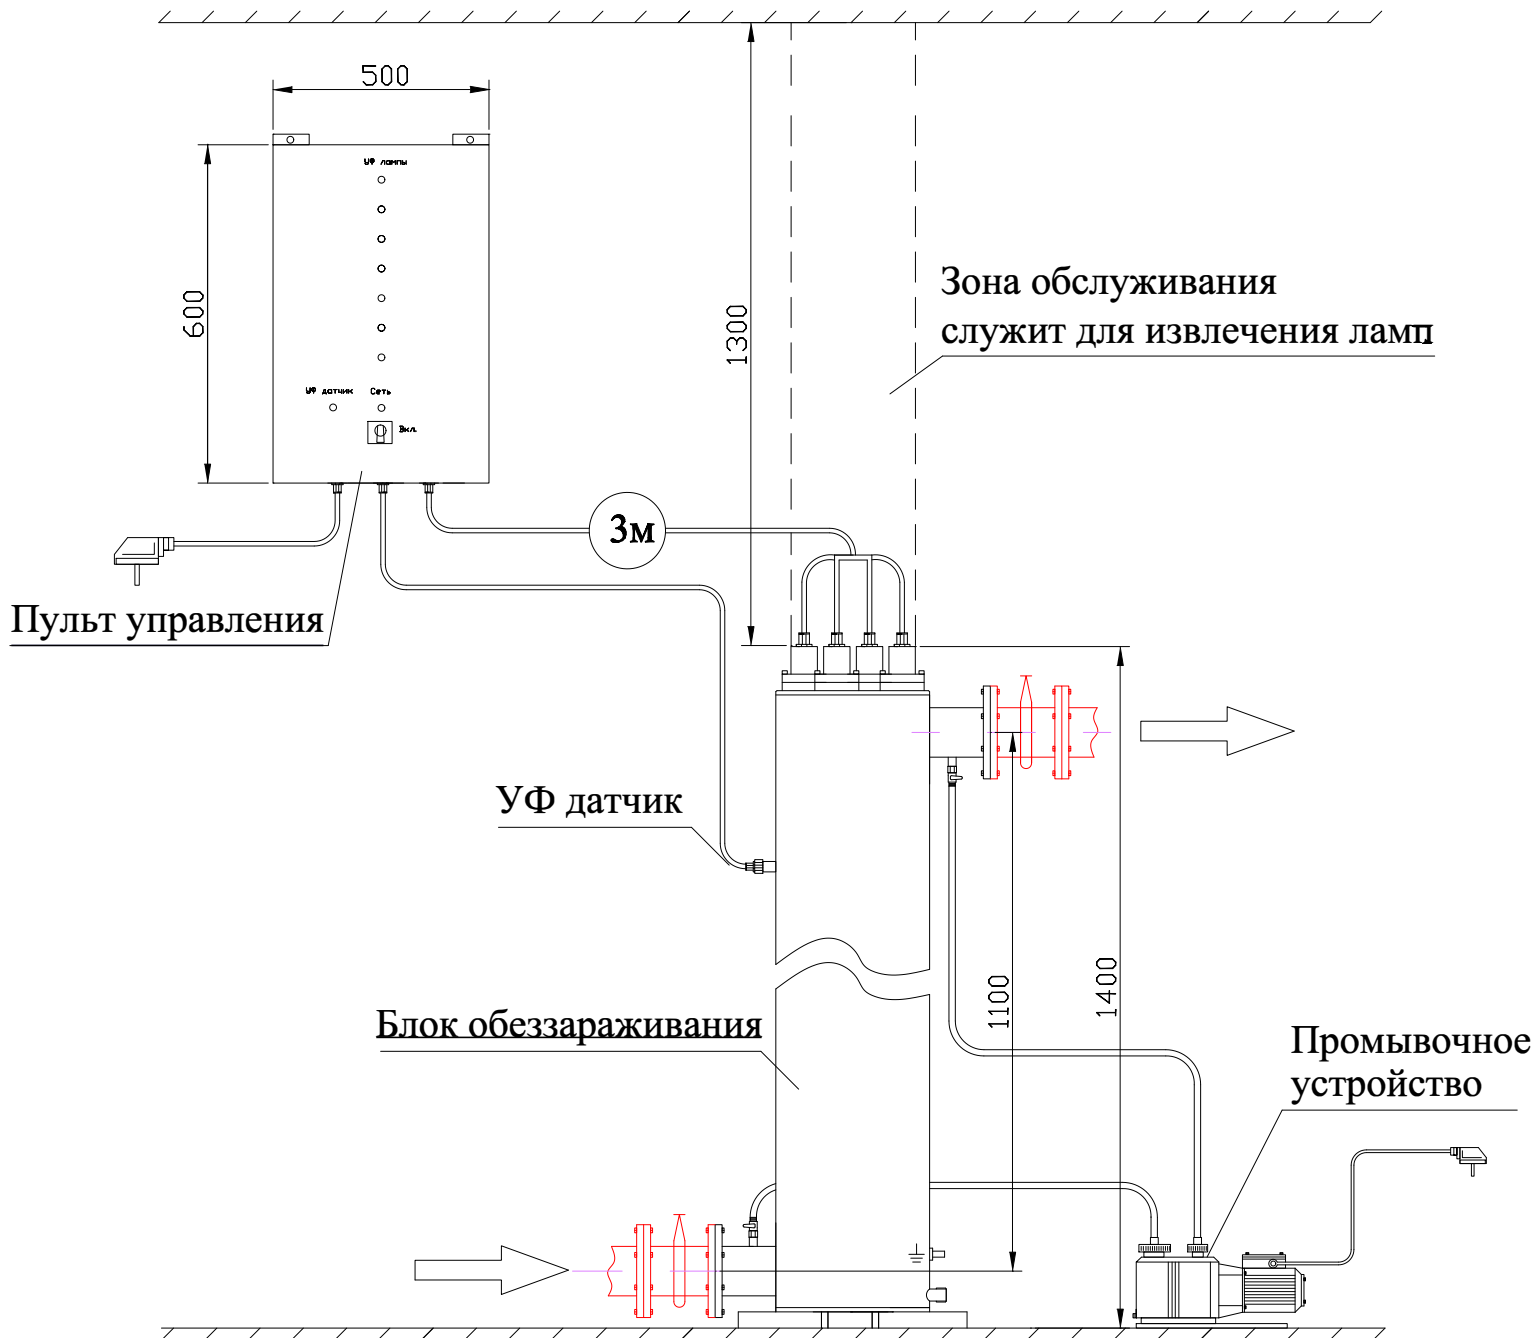 500
УФ лампы
600
УФ датчик
Сеть
Вкл.
1300
Зона обслуживания
служит для извлечения ламп
3м
Пульт управления
УФ датчик
Блок обеззараживания
1100
1400
Промывочное
устройство